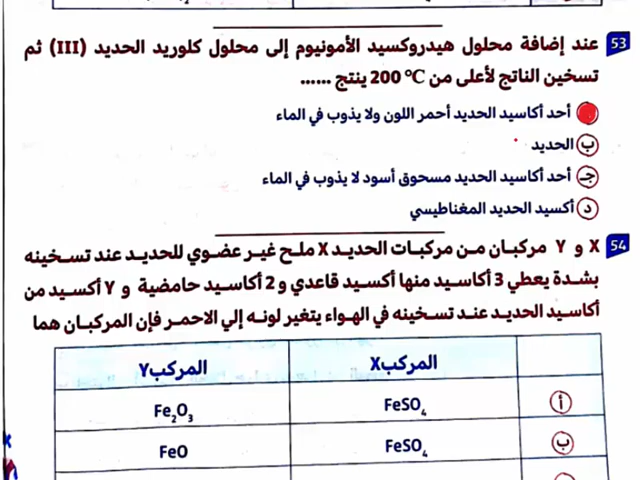 53 عند إضافة محلول هيدروكسيد الأمونيوم إلى محلول كلوريد الحديد (III) ثم
تسخين الناتج لأعلى من 200 °C ينتج ......
أحد أكاسيد الحديد أحمر اللون ولا يذوب في الماء
ب الحديد
جـ أحد أكاسيد الحديد مسحوق أسود لا يذوب في الماء
د أكسيد الحديد المغناطيسي
54 X و Y مركبان من مركبات الحديد X ملح غير عضوي للحديد عند تسخينه
بشدة يعطي 3 أكاسيد منها أكسيد قاعدي و 2 أكاسيد حامضية و Y أكسيد من
أكاسيد الحديد عند تسخينه في الهواء يتغير لونه إلي الاحمر فإن المركبان هما
المركب X المركب Y
أ FeSO₄ Fe₂O₃
ب FeSO₄ FeO